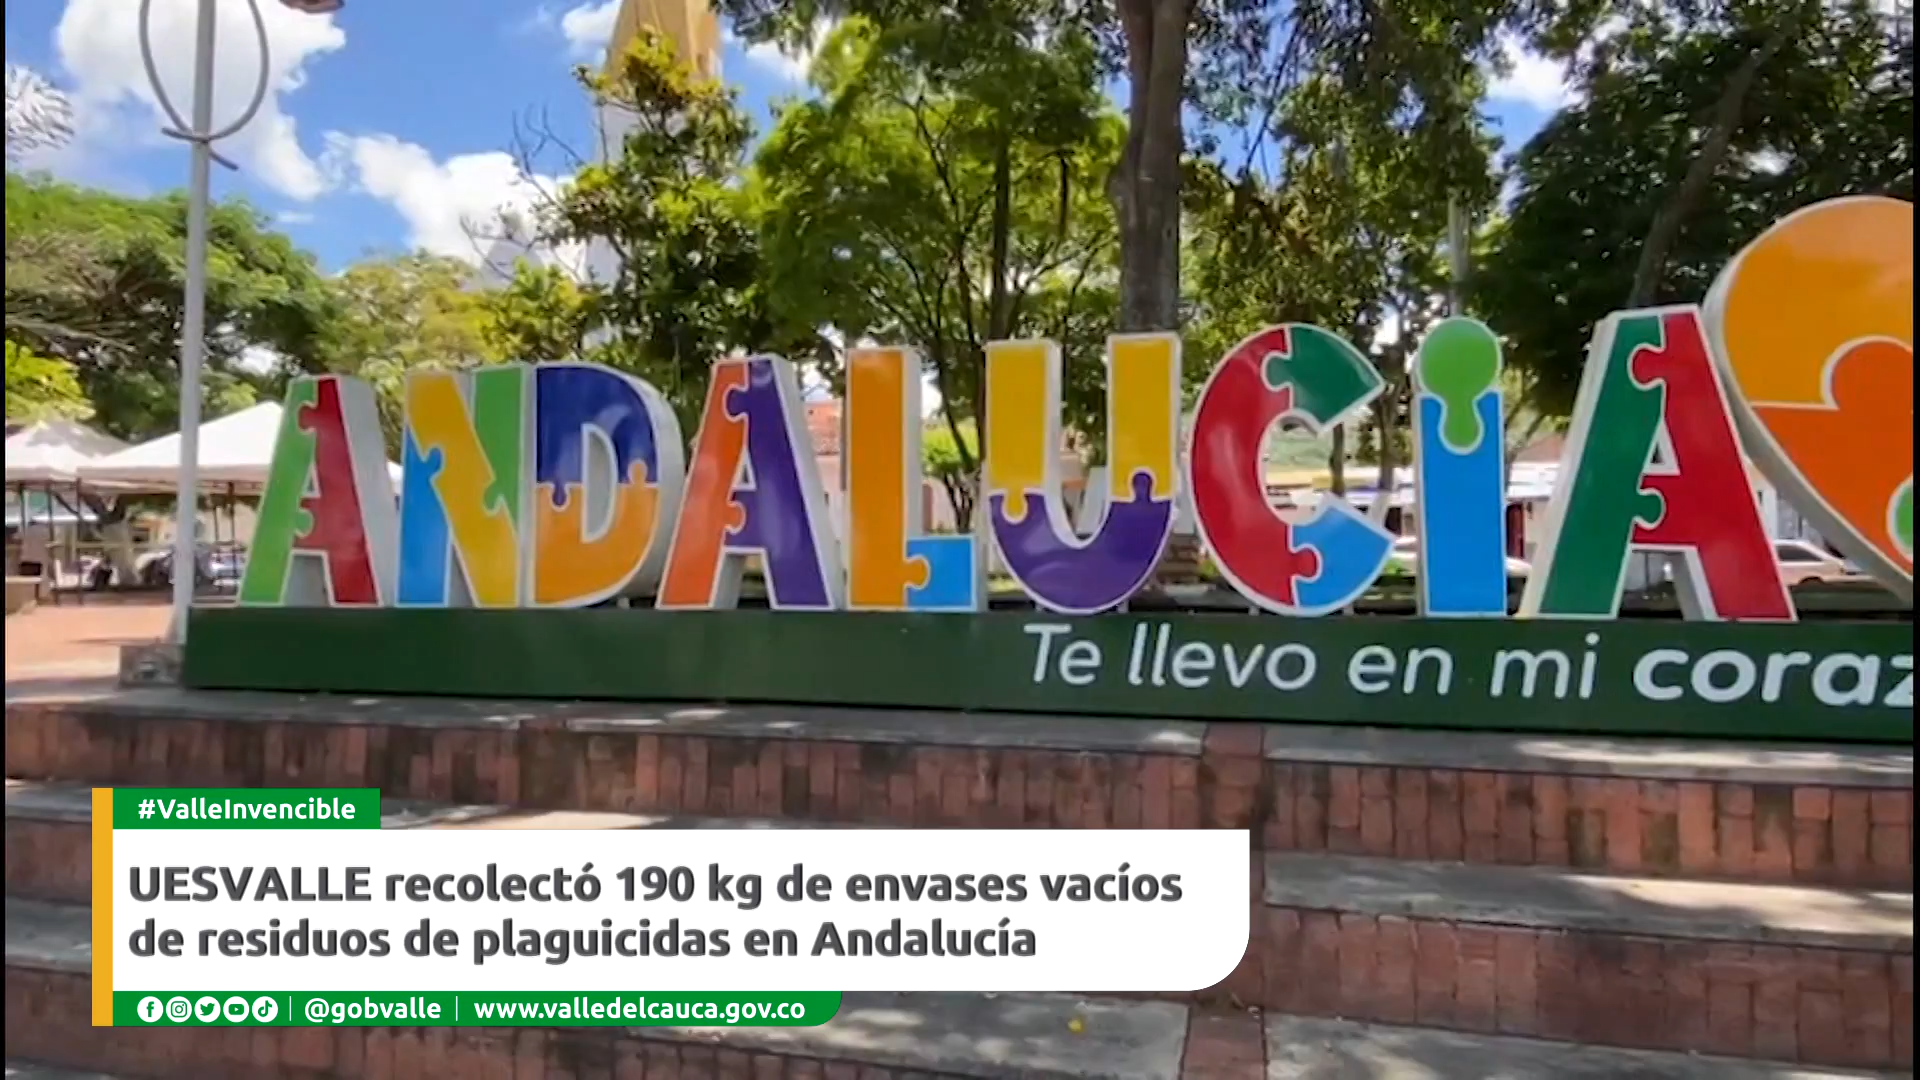 ANDALUCiA
Te llevo en mi coraz
#ValleInvencible
UESVALLE recolectó 190 kg de envases vacíos
de residuos de plaguicidas en Andalucía
@gobvalle | www.valledelcauca.gov.co